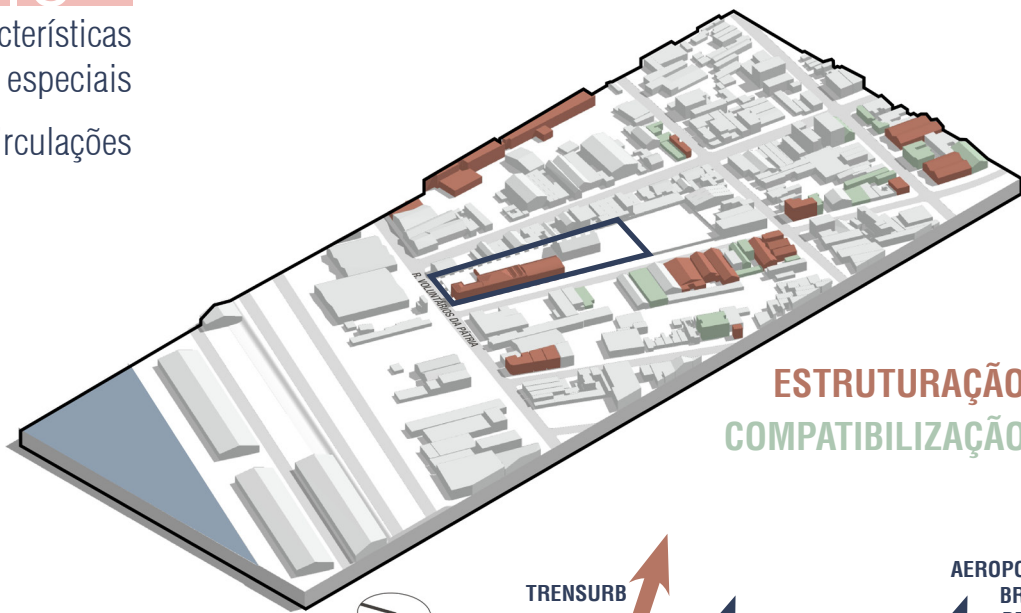 cterísticas
especiais
rculações
R. VOLUNTÁRIOS DA PÁTRIA
ESTRUTURAÇÃO
COMPATIBILIZAÇÃO
TRENSURB
AEROPO
BR